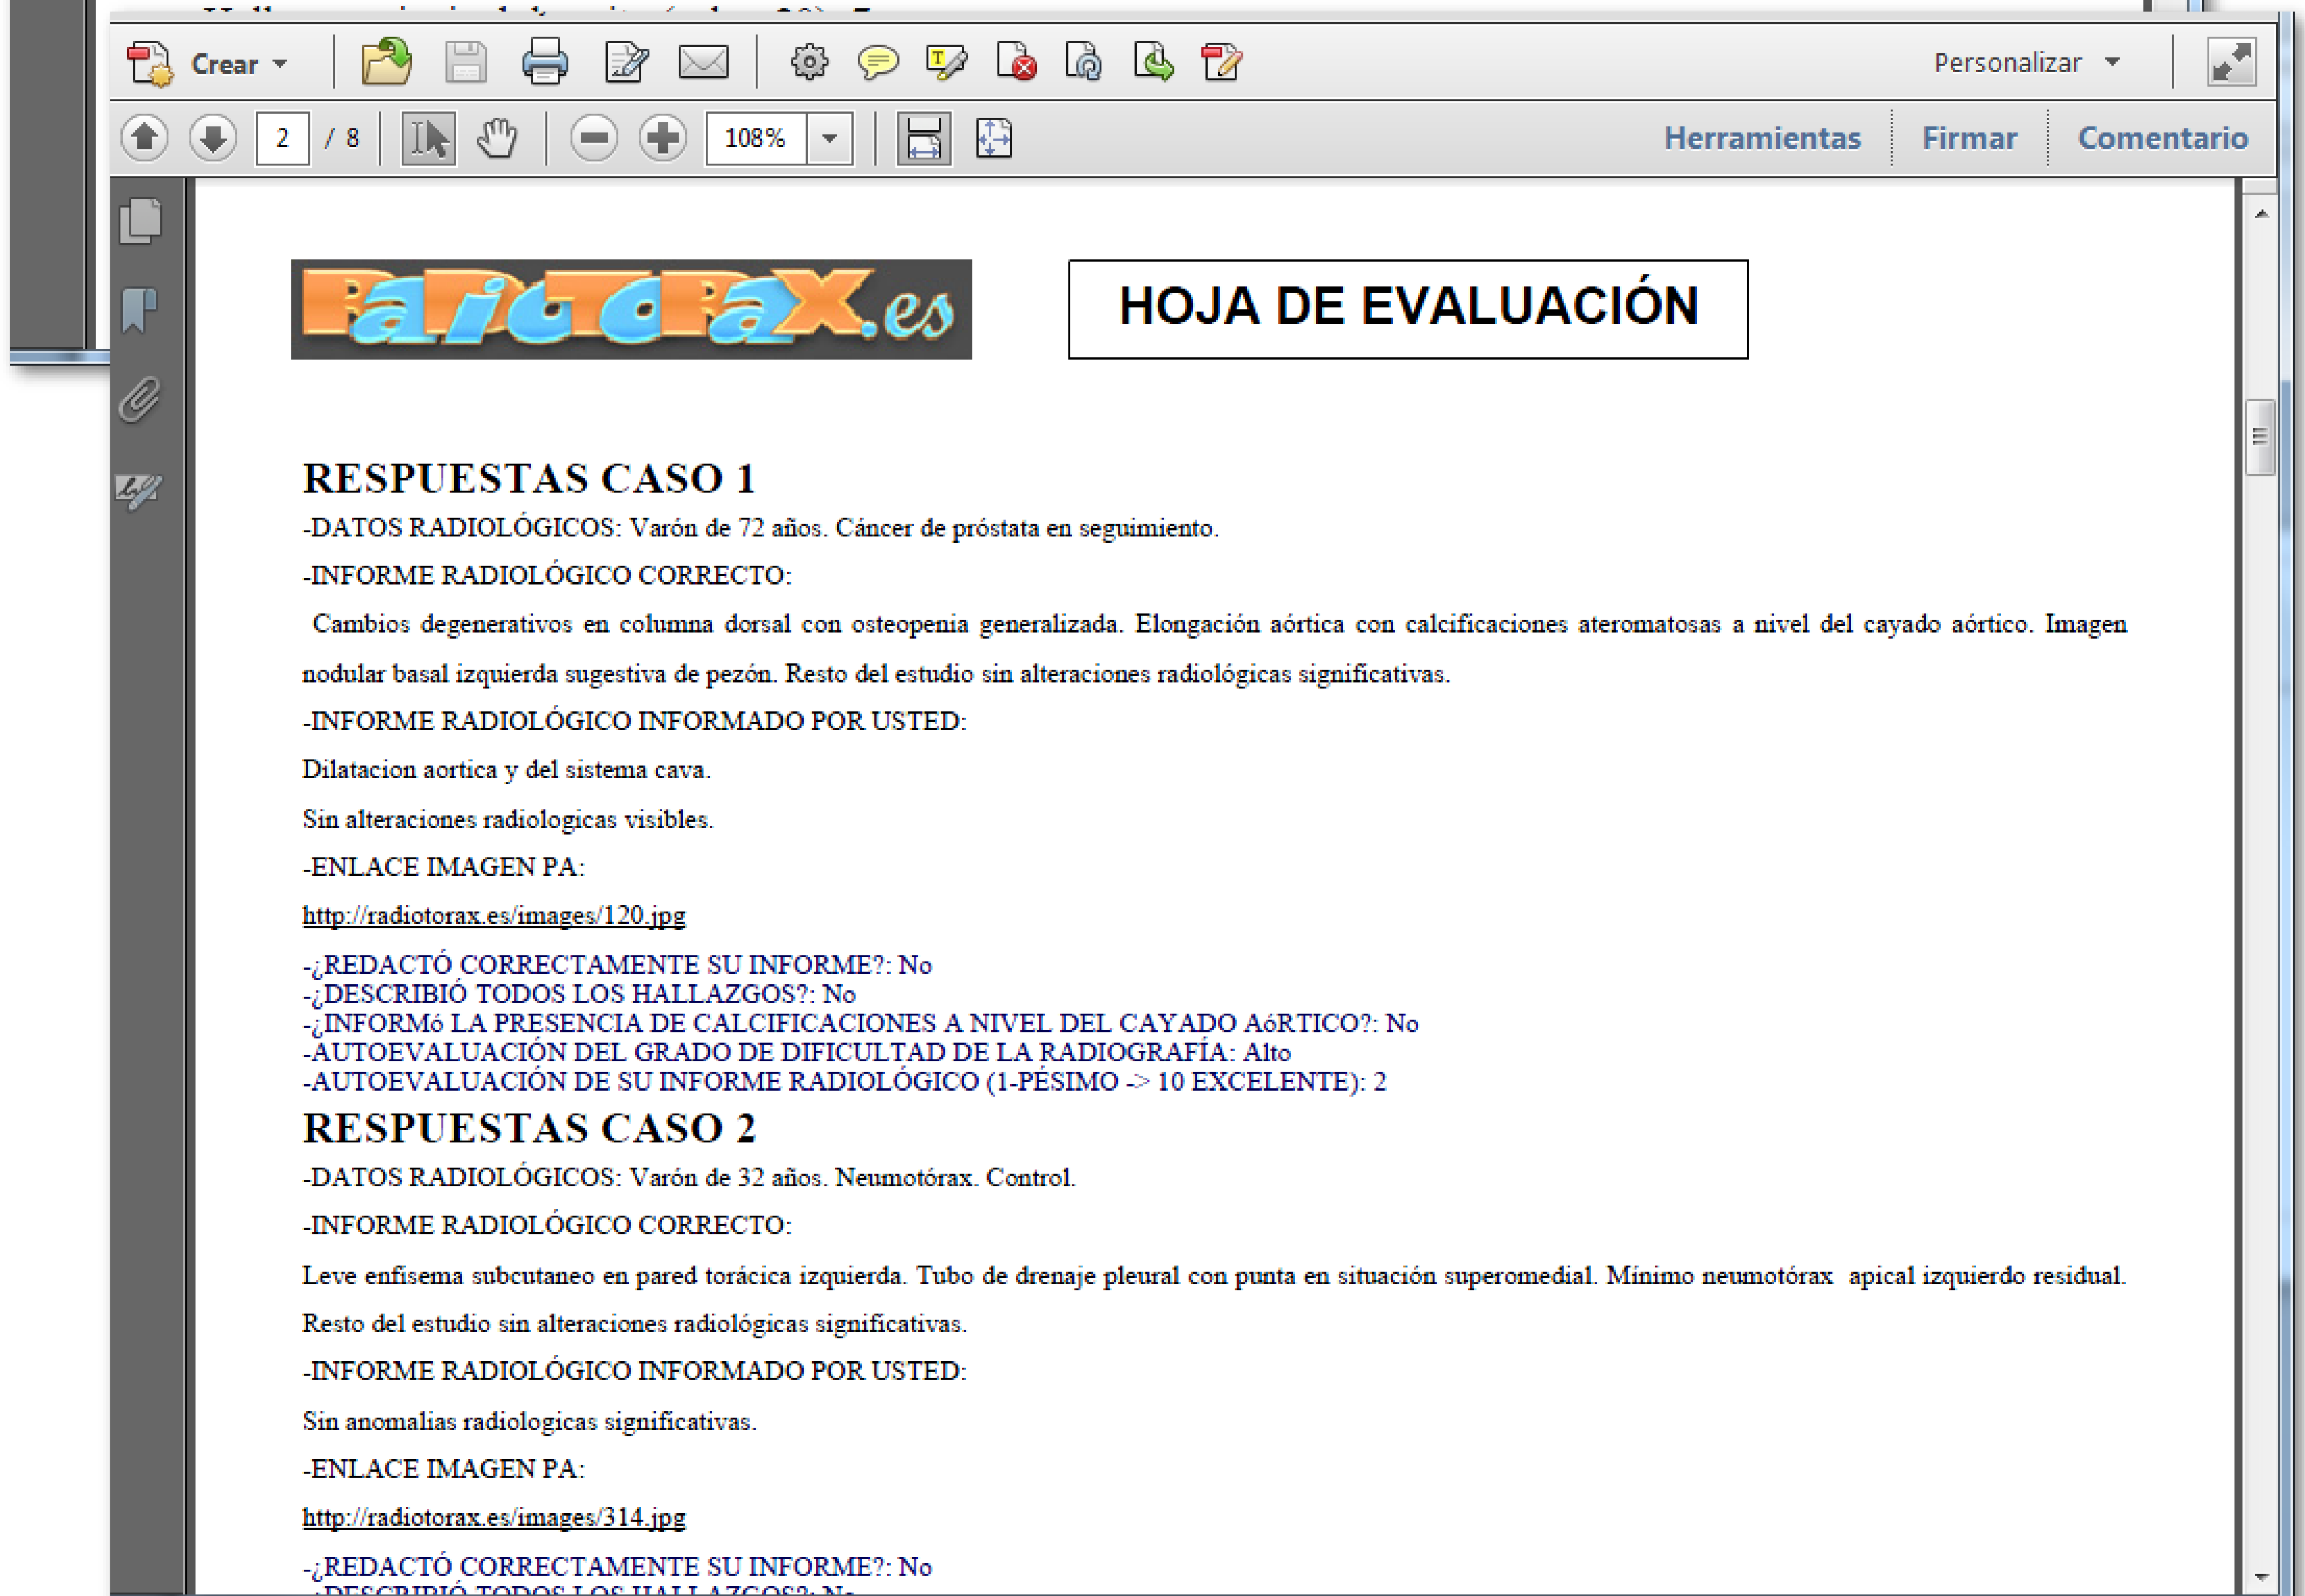 Crear
Personalizar
2 / 8
108%
Herramientas
Firmar
Comentario
RaDioToRaX.es
HOJA DE EVALUACIÓN
RESPUESTAS CASO 1
-DATOS RADIOLÓGICOS: Varón de 72 años. Cáncer de próstata en seguimiento.
-INFORME RADIOLÓGICO CORRECTO:
Cambios degenerativos en columna dorsal con osteopenia generalizada. Elongación aórtica con calcificaciones ateromatosas a nivel del cayado aórtico. Imagen
nodular basal izquierda sugestiva de pezón. Resto del estudio sin alteraciones radiológicas significativas.
-INFORME RADIOLÓGICO INFORMADO POR USTED:
Dilatacion aortica y del sistema cava.
Sin alteraciones radiologicas visibles.
-ENLACE IMAGEN PA:
http://radiotorax.es/images/120.jpg
-¿REDACTÓ CORRECTAMENTE SU INFORME?: No
-¿DESCRIBIÓ TODOS LOS HALLAZGOS?: No
-¿INFORMó LA PRESENCIA DE CALCIFICACIONES A NIVEL DEL CAYADO AóRTICO?: No
-AUTOEVALUACIÓN DEL GRADO DE DIFICULTAD DE LA RADIOGRAFÍA: Alto
-AUTOEVALUACIÓN DE SU INFORME RADIOLÓGICO (1-PÉSIMO -> 10 EXCELENTE): 2
RESPUESTAS CASO 2
-DATOS RADIOLÓGICOS: Varón de 32 años. Neumotórax. Control.
-INFORME RADIOLÓGICO CORRECTO:
Leve enfisema subcutaneo en pared torácica izquierda. Tubo de drenaje pleural con punta en situación superomedial. Mínimo neumotórax apical izquierdo residual.
Resto del estudio sin alteraciones radiológicas significativas.
-INFORME RADIOLÓGICO INFORMADO POR USTED:
Sin anomalias radiologicas significativas.
-ENLACE IMAGEN PA:
http://radiotorax.es/images/314.jpg
-¿REDACTÓ CORRECTAMENTE SU INFORME?: No
-¿DESCRIBIÓ TODOS LOS HALLAZGOS?: No